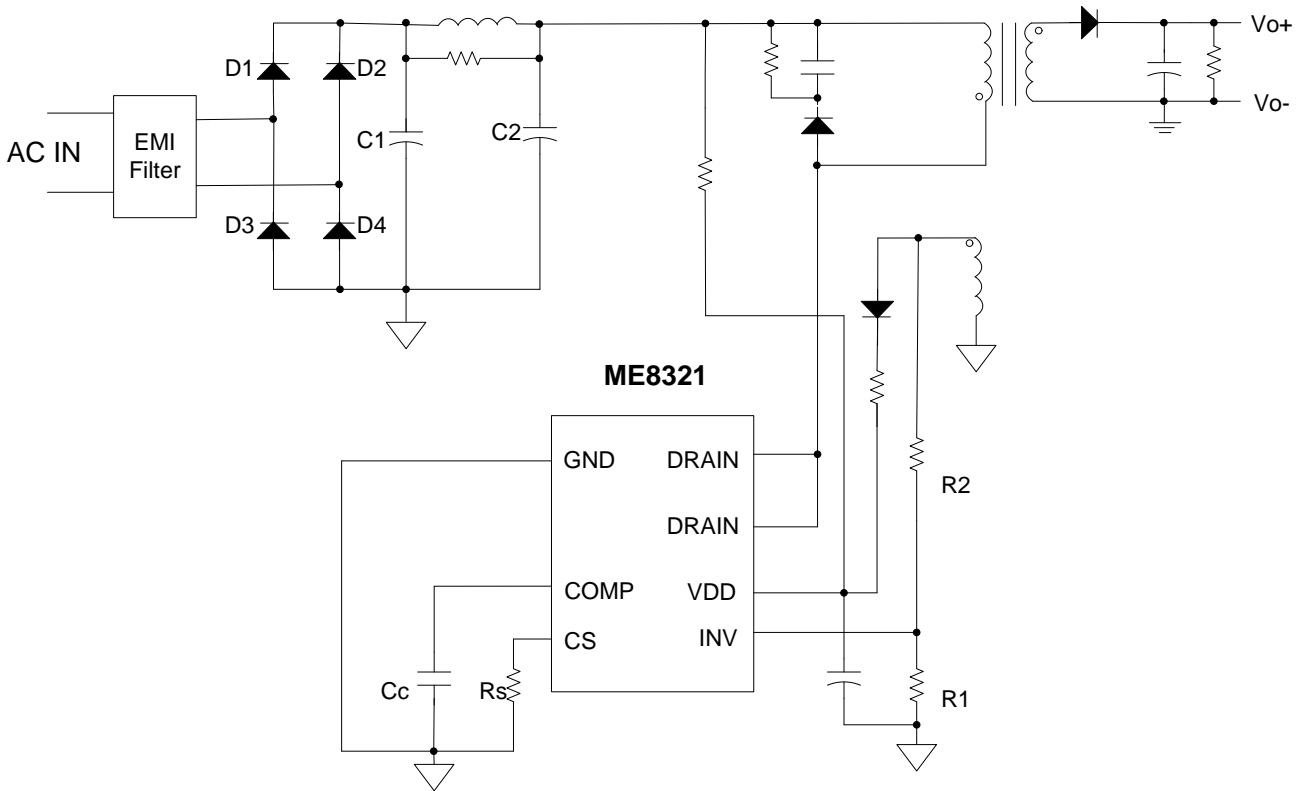 Vo+
D1
D2
C1
C2
Vo-
AC IN
EMI
Filter
D3
D4
ME8321
GND
DRAIN
R2
DRAIN
COMP
VDD
CS
INV
Cc
Rs
R1